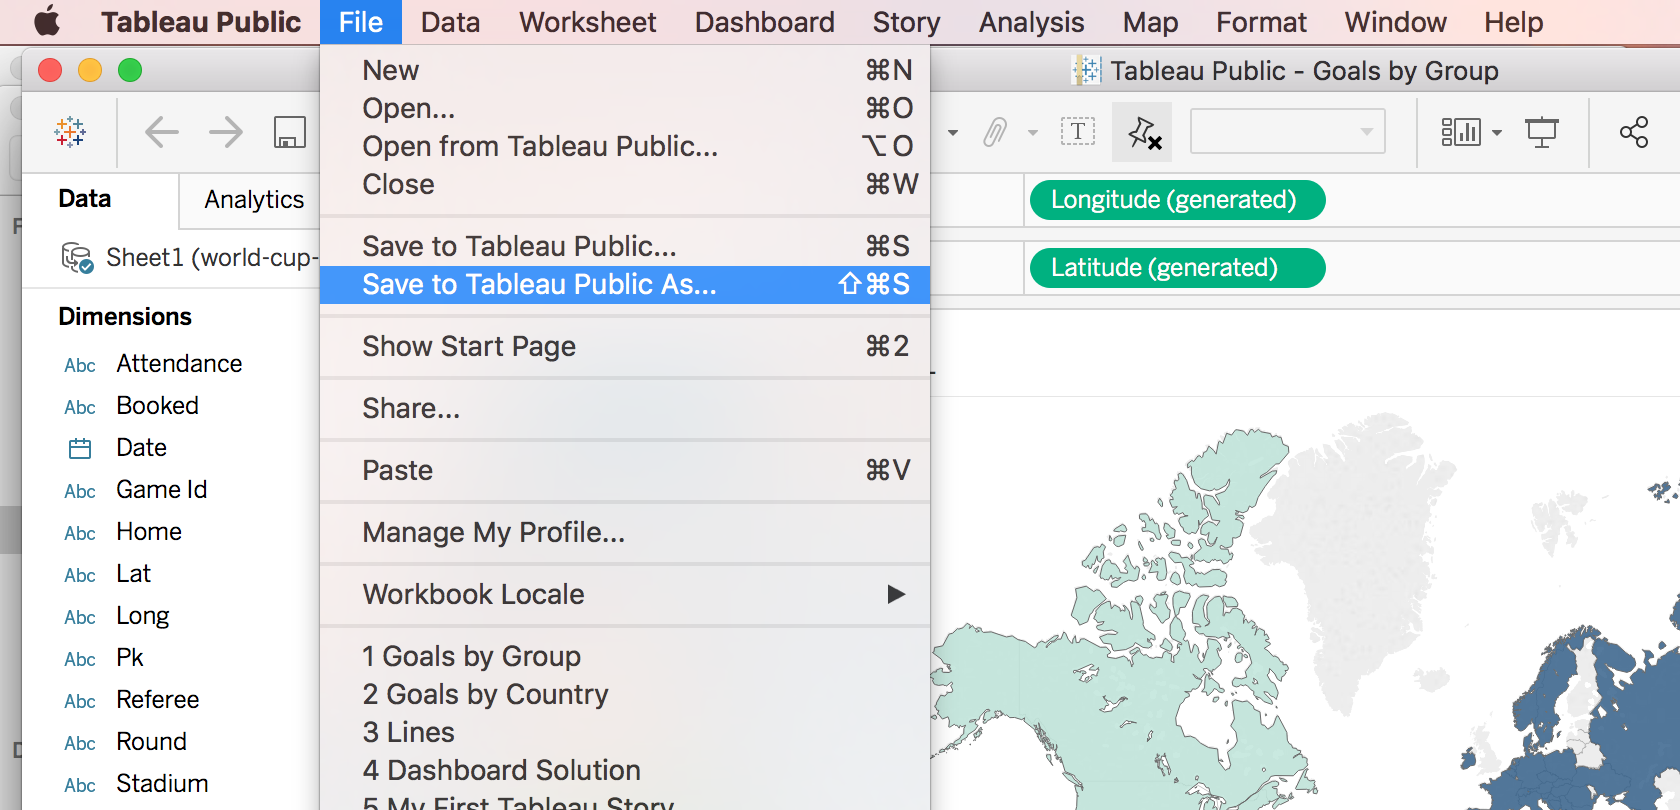 Tableau Public File Data Worksheet Dashboard Story Analysis Map Format Window Help
Tableau Public - Goals by Group
New ⌘N
Open... ⌘O
Open from Tableau Public... ⌥O
Close ⌘W
Save to Tableau Public... ⌘S
Save to Tableau Public As... ⇧⌘S
Show Start Page ⌘2
Share...
Paste ⌘V
Manage My Profile...
Workbook Locale ▶
1 Goals by Group
2 Goals by Country
3 Lines
4 Dashboard Solution
5 My First Tableau Story
T
Data Analytics
Sheet1 (world-cup-
Dimensions
Abc Attendance
Abc Booked
Date
Abc Game Id
Abc Home
Abc Lat
Abc Long
Abc Pk
Abc Referee
Abc Round
Abc Stadium
Longitude (generated)
Latitude (generated)